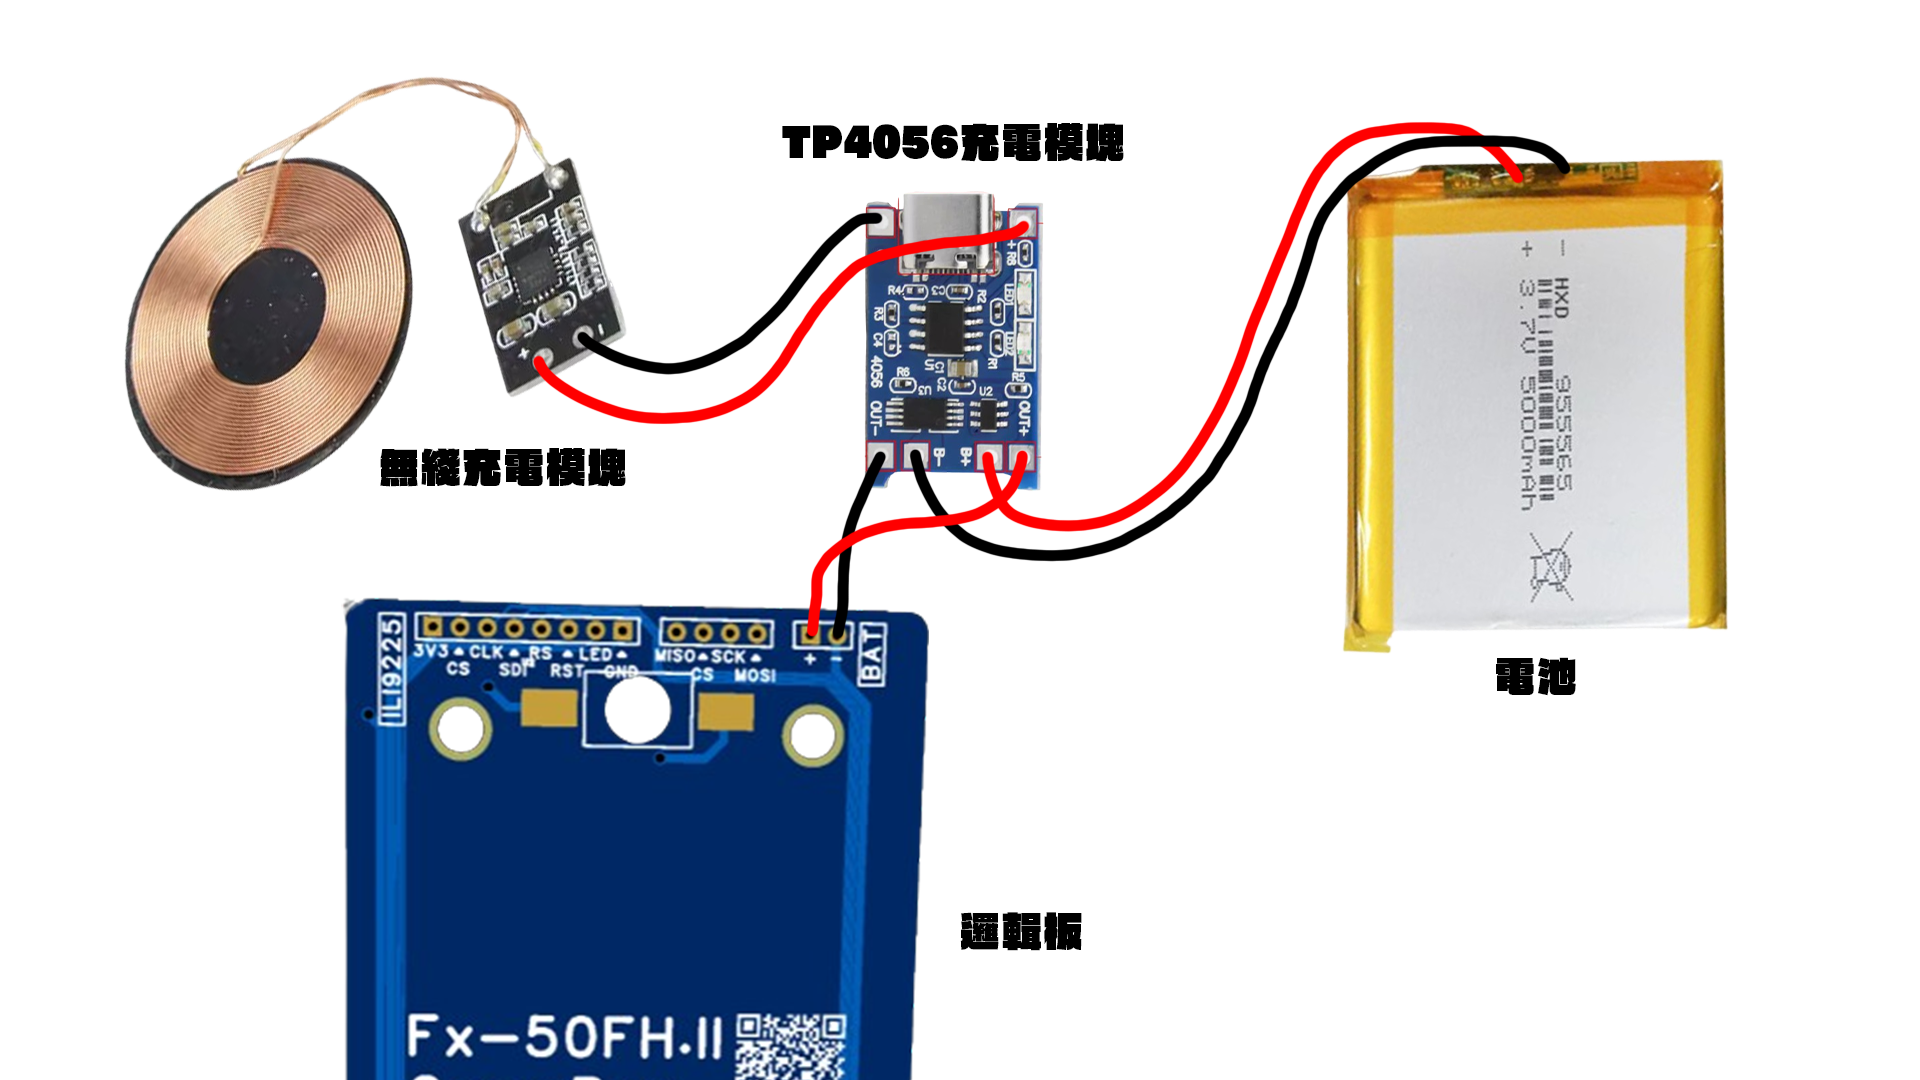 TP4056充電模塊
無綫充電模塊
+
-
+
R8
R4
C3
R2
LED1
R3
C4
LED2
R1
4056
C1
R6
C2
R5
U3
U2
OUT-
OUT+
B-
B+
- +
HXD 955565
3.7V 5000mAh
電池
ILI9225
3V3 CLK RS LED
CS SDI RST GND
MISO SCK
CS MOSI
+ -
BAT
邏輯板
Fx-50FH.II